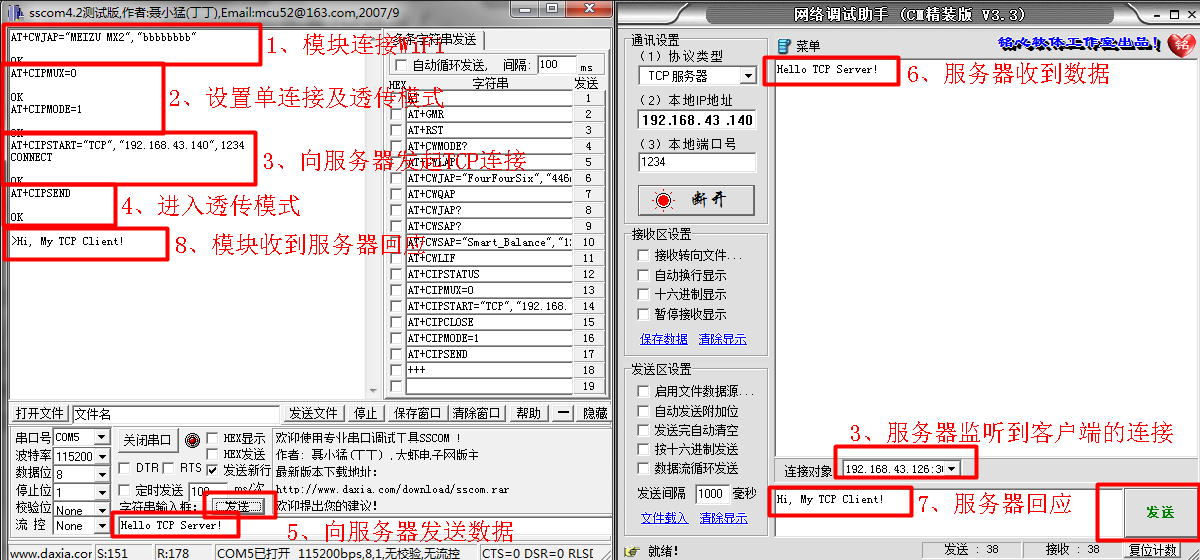 sscom4.2测试版,作者:聂小猛(丁丁),Email:mcu52@163.com,2007/9
AT+CWJAP="MEIZU MX2","bbbbbbbb"
OK
AT+CIPMUX=0
OK
AT+CIPMODE=1
OK
AT+CIPSTART="TCP","192.168.43.140",1234
CONNECT
OK
AT+CIPSEND
OK
>Hi, My TCP Client!
1、模块连接WiFi
2、设置单连接及透传模式
3、向服务器发起TCP连接
4、进入透传模式
8、模块收到服务器回应
多条字符串发送
自动循环发送, 间隔: 100 ms
HEX 字符串 发送
1
AT+GMR 2
AT+RST 3
AT+CWMODE? 4
AT+CWLAP 5
AT+CWJAP="FourFourSix","446 6
AT+CWQAP 7
AT+CWJAP? 8
AT+CWSAP? 9
AT+CWSAP="Smart_Balance","12 10
AT+CWLIF 11
AT+CIPSTATUS 12
AT+CIPMUX=0 13
AT+CIPSTART="TCP","192.168. 14
AT+CIPCLOSE 15
AT+CIPMODE=1 16
AT+CIPSEND 17
+++ 18
19
打开文件 文件名 发送文件 停止 保存窗口 清除窗口 帮助 — 隐藏
串口号 COM5 关闭串口 HEX显示
波特率 115200 HEX发送
数据位 8 DTR RTS 发送新行
停止位 1 定时发送 100 ms/次
校验位 None 字符串输入框: 发送
流 控 None Hello TCP Server!
欢迎使用专业串口调试工具SSCOM !
作者: 聂小猛(丁丁),大虾电子网版主
最新版本下载地址:
http://www.daxia.com/download/sscom.rar
欢迎提出您的建议!
5、向服务器发送数据
www.daxia.com S:151 R:178 COM5已打开 115200bps,8,1,无校验,无流控 CTS=0 DSR=0 RLSD
网络调试助手 (CM精装版 V3.3)
通讯设置
(1)协议类型
TCP服务器
(2)本地IP地址
192.168. 43 .140
(3)本地端口号
1234
断开
接收区设置
接收转向文件...
自动换行显示
十六进制显示
暂停接收显示
保存数据 清除显示
发送区设置
启用文件数据源...
自动发送附加位
发送完自动清空
按十六进制发送
数据流循环发送
发送间隔 1000 毫秒
文件载入 清除显示
菜单
软体工作室出品!
Hello TCP Server!
6、服务器收到数据
3、服务器监听到客户端的连接
连接对象: 192.168.43.126:30
Hi, My TCP Client!
7、服务器回应
发送
就绪! 发送 : 38 接收 : 38 复位计数